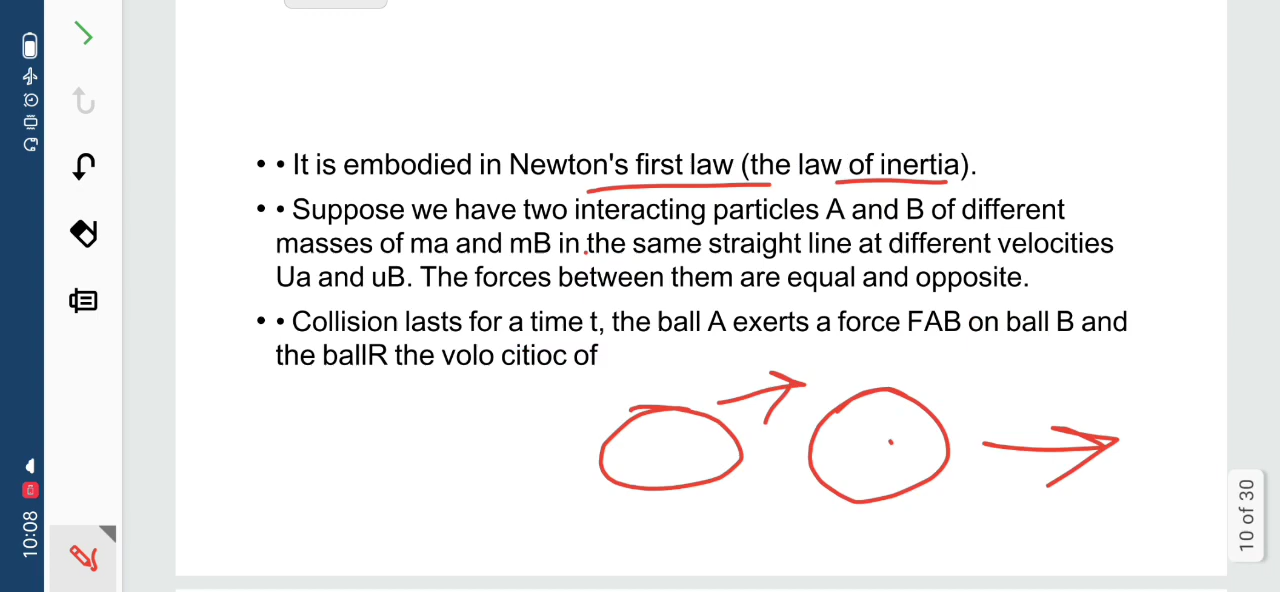 • • It is embodied in Newton's first law (the law of inertia).
• • Suppose we have two interacting particles A and B of different
masses of ma and mB in the same straight line at different velocities
Ua and uB. The forces between them are equal and opposite.
• • Collision lasts for a time t, the ball A exerts a force FAB on ball B and
the ballR the volo citioc of
10:08
10 of 30